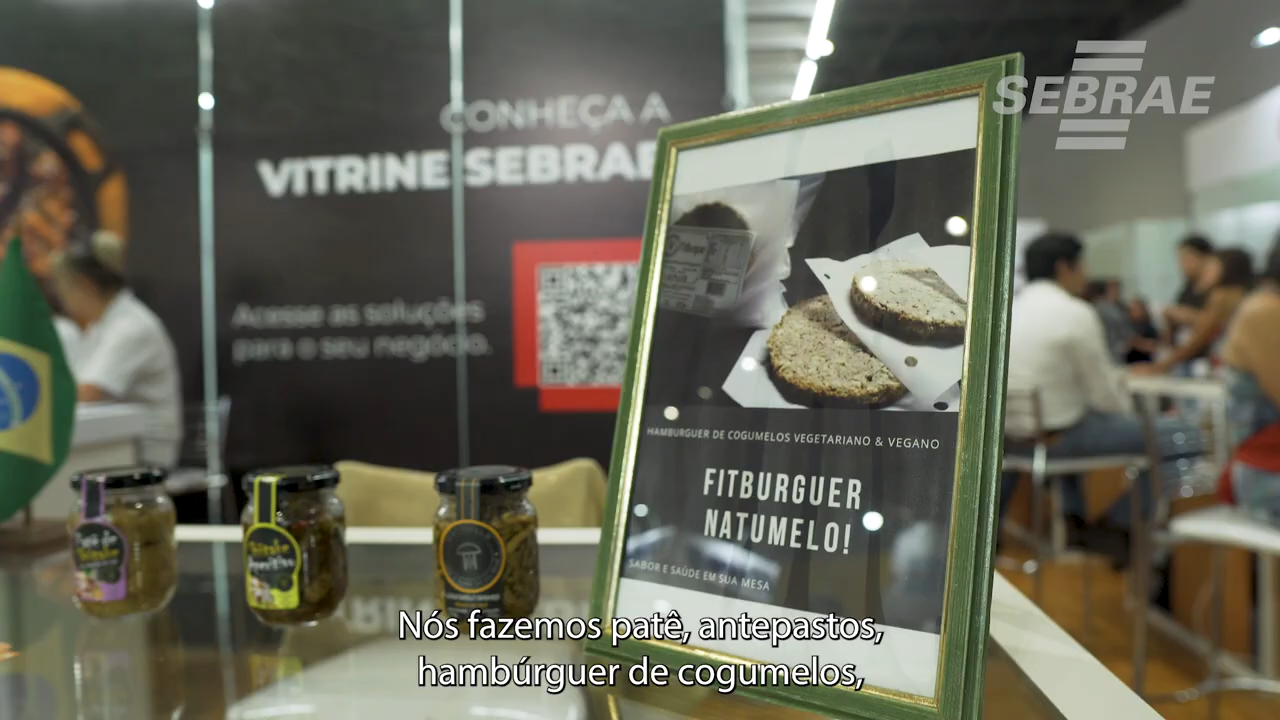 SEBRAE
CONHEÇA A
VITRINE SEBRAE
Acesse as soluções
para o seu negócio.
HAMBURGUER DE COGUMELOS VEGETARIANO & VEGANO
FITBURGUER
NATUMELO!
SABOR E SAÚDE EM SUA MESA
Nós fazemos patê, antepastos,
hambúrguer de cogumelos,